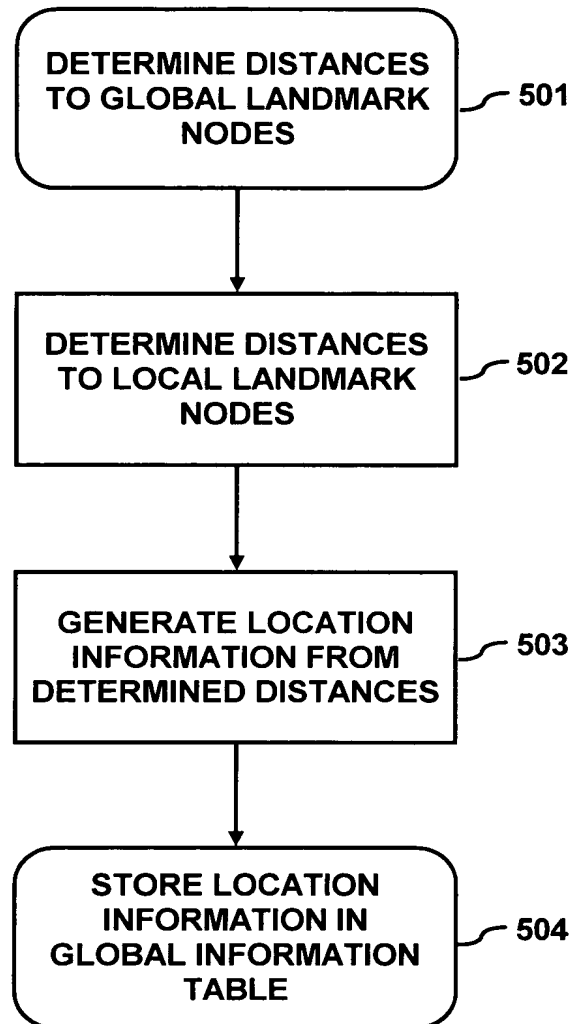 DETERMINE DISTANCES
TO GLOBAL LANDMARK
NODES
501
DETERMINE DISTANCES
TO LOCAL LANDMARK
NODES
502
GENERATE LOCATION
INFORMATION FROM
DETERMINED DISTANCES
503
STORE LOCATION
INFORMATION IN
GLOBAL INFORMATION
TABLE
504